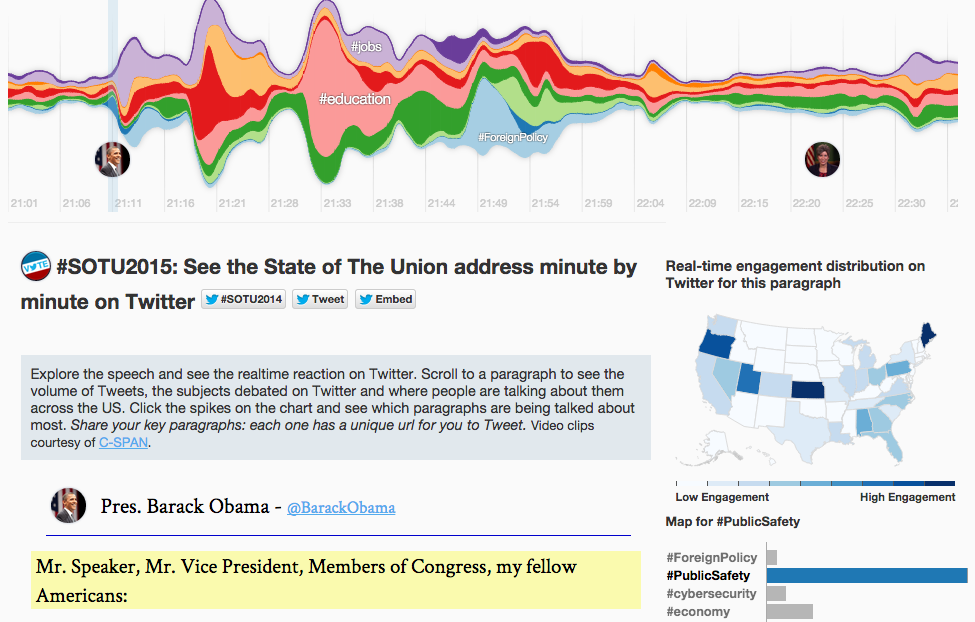 #jobs
#education
#ForeignPolicy
21:01 21:06 21:11 21:16 21:21 21:28 21:33 21:38 21:44 21:49 21:54 21:59 22:04 22:09 22:15 22:20 22:25 22:30
VOTE
#SOTU2015: See the State of The Union address minute by
minute on Twitter
#SOTU2014 Tweet Embed
Explore the speech and see the realtime reaction on Twitter. Scroll to a paragraph to see the
volume of Tweets, the subjects debated on Twitter and where people are talking about them
across the US. Click the spikes on the chart and see which paragraphs are being talked about
most. Share your key paragraphs: each one has a unique url for you to Tweet. Video clips
courtesy of C-SPAN.
Pres. Barack Obama - @BarackObama
Mr. Speaker, Mr. Vice President, Members of Congress, my fellow
Americans:
Real-time engagement distribution on
Twitter for this paragraph
Low Engagement High Engagement
Map for #PublicSafety
#ForeignPolicy
#PublicSafety
#cybersecurity
#economy